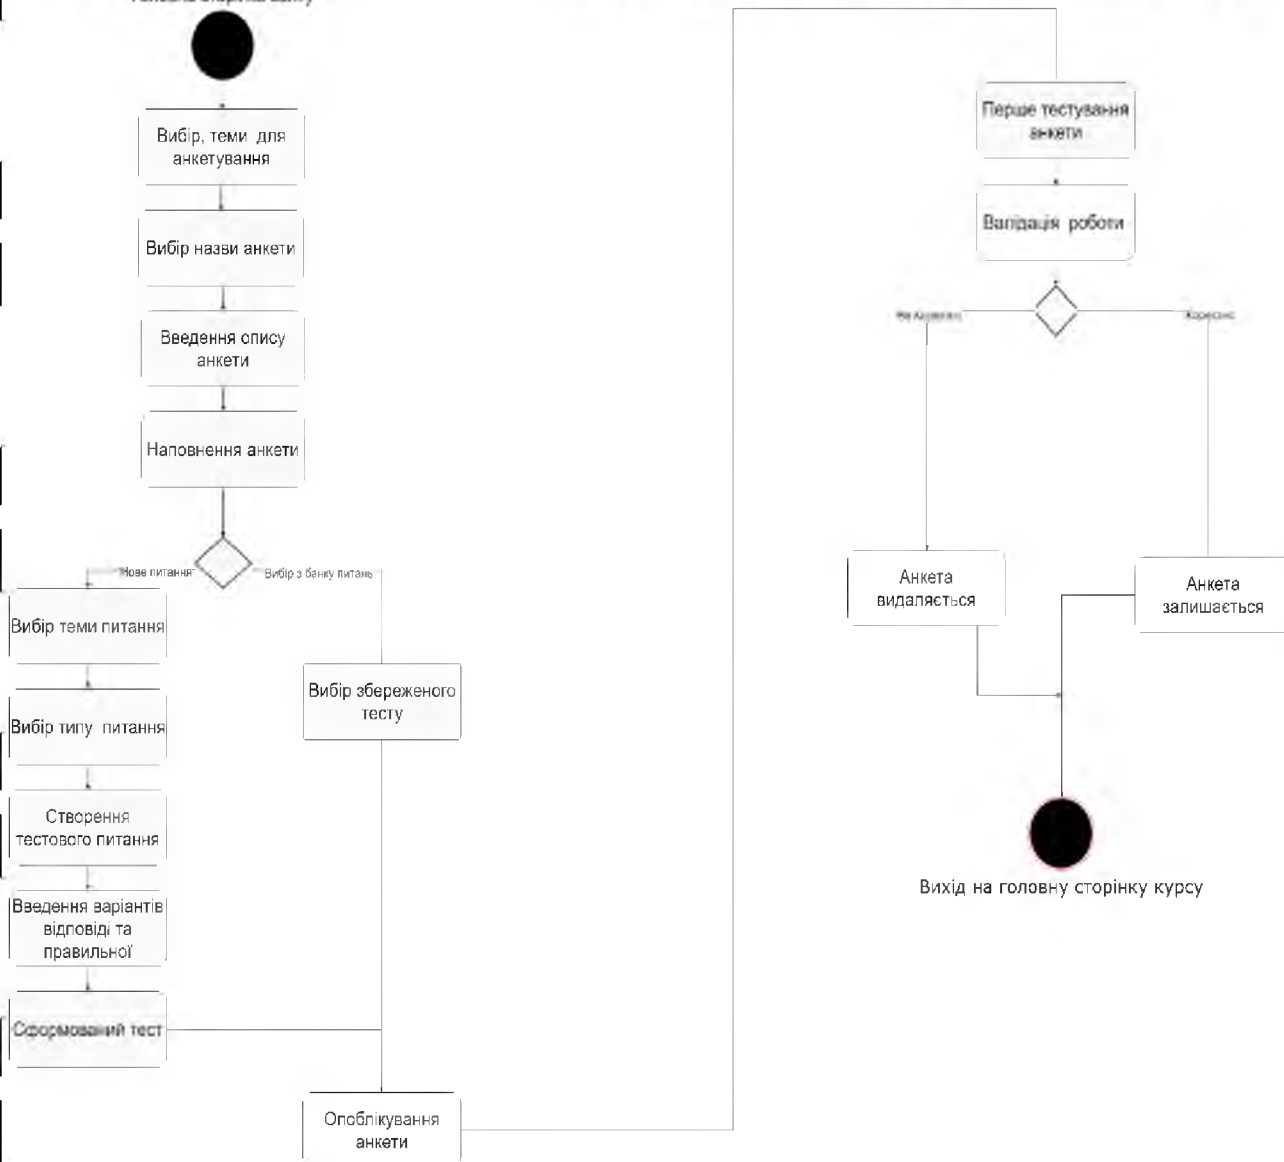 Вибір, теми для
анкетування
Вибір назви анкети
Введення опису
анкети
Наповнення анкети
Нове питання
Вибір з банку питань
Вибір теми питання
Вибір типу питання
Створення
тестового питання
Введення варіантів
відповіді та
правильної
Сформований тест
Вибір збереженого
тесту
Опоблікування
анкети
Перше тестування
анкети
Валідація роботи
Анкета
видаляється
Анкета
залишається
Вихід на головну сторінку курсу